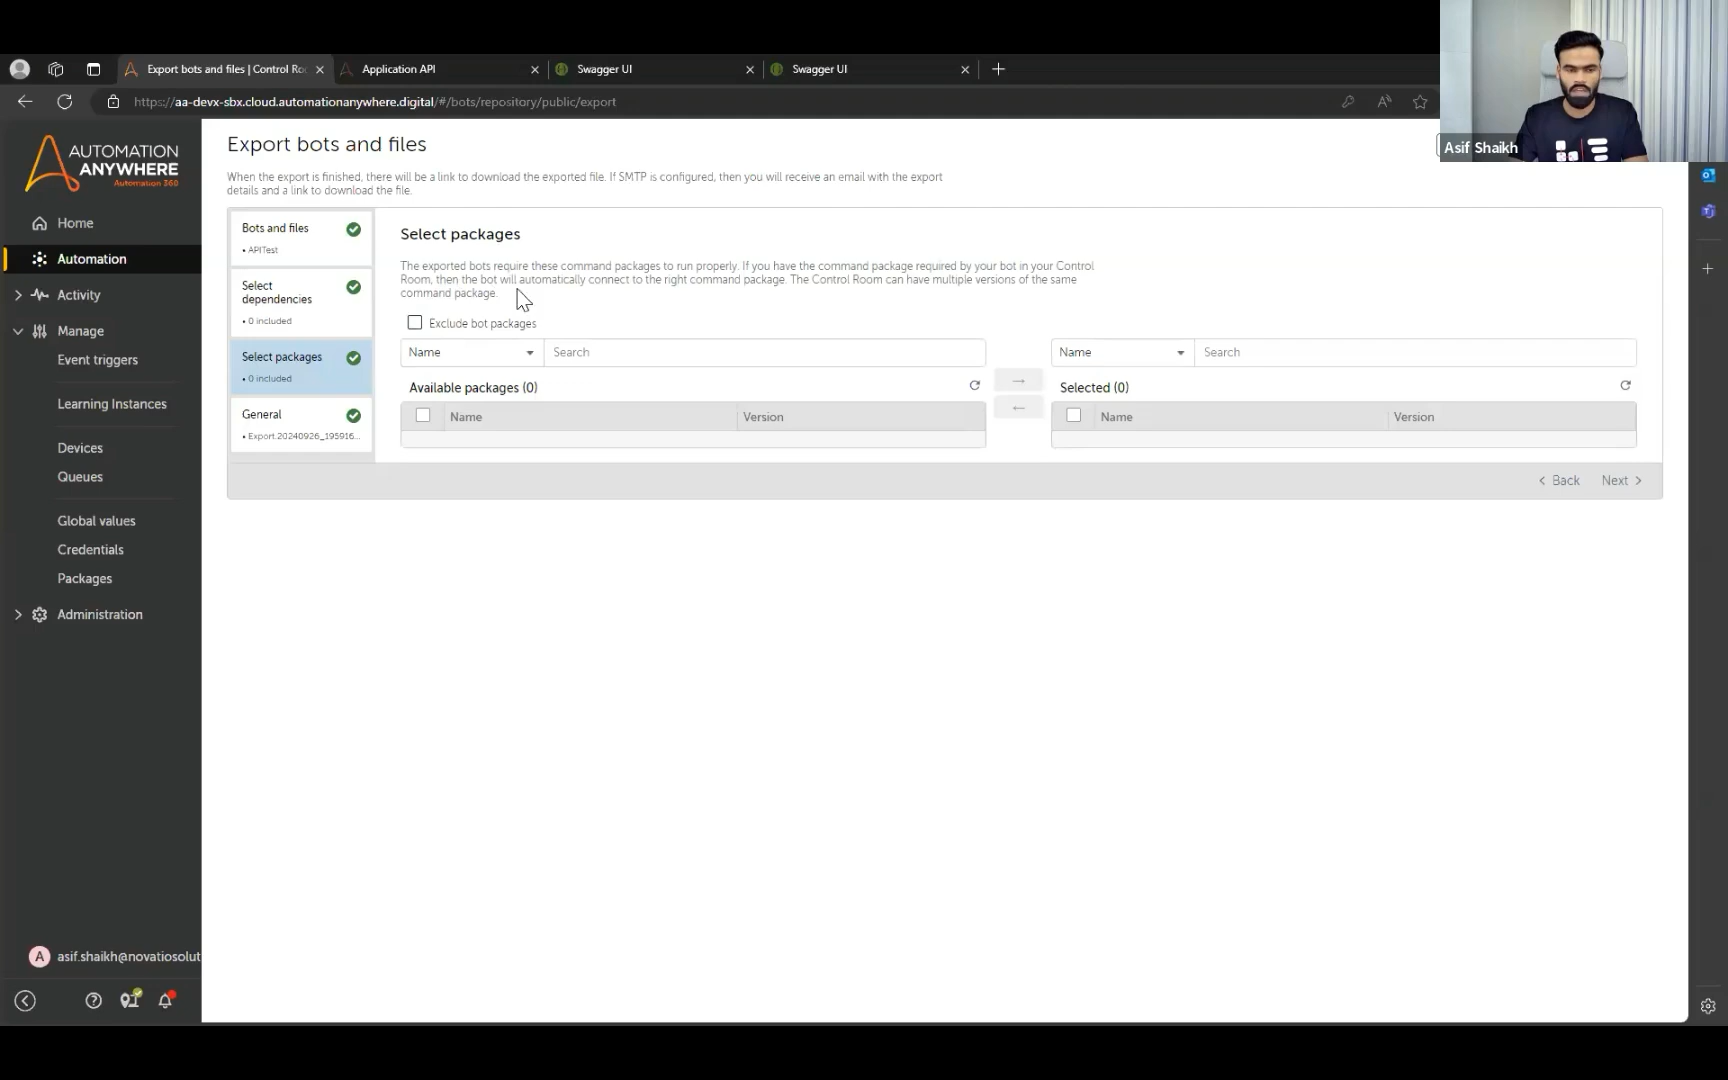 Export bots and files | Control Ro
Application API
Swagger UI
Swagger UI
https://aa-devx-sbx.cloud.automationanywhere.digital/#/bots/repository/public/export
Asif Shaikh
AUTOMATION
ANYWHERE
Automation 360
Home
Automation
Activity
Manage
Event triggers
Learning Instances
Devices
Queues
Global values
Credentials
Packages
Administration
A asif.shaikh@novatiosolut
Export bots and files
When the export is finished, there will be a link to download the exported file. If SMTP is configured, then you will receive an email with the export
details and a link to download the file.
Bots and files
• APITest
Select
dependencies
• 0 included
Select packages
• 0 included
General
• Export.20240926_195916...
Select packages
The exported bots require these command packages to run properly. If you have the command package required by your bot in your Control
Room, then the bot will automatically connect to the right command package. The Control Room can have multiple versions of the same
command package.
Exclude bot packages
Name Search
Available packages (0)
Name Version
Name Search
Selected (0)
Name Version
Back Next